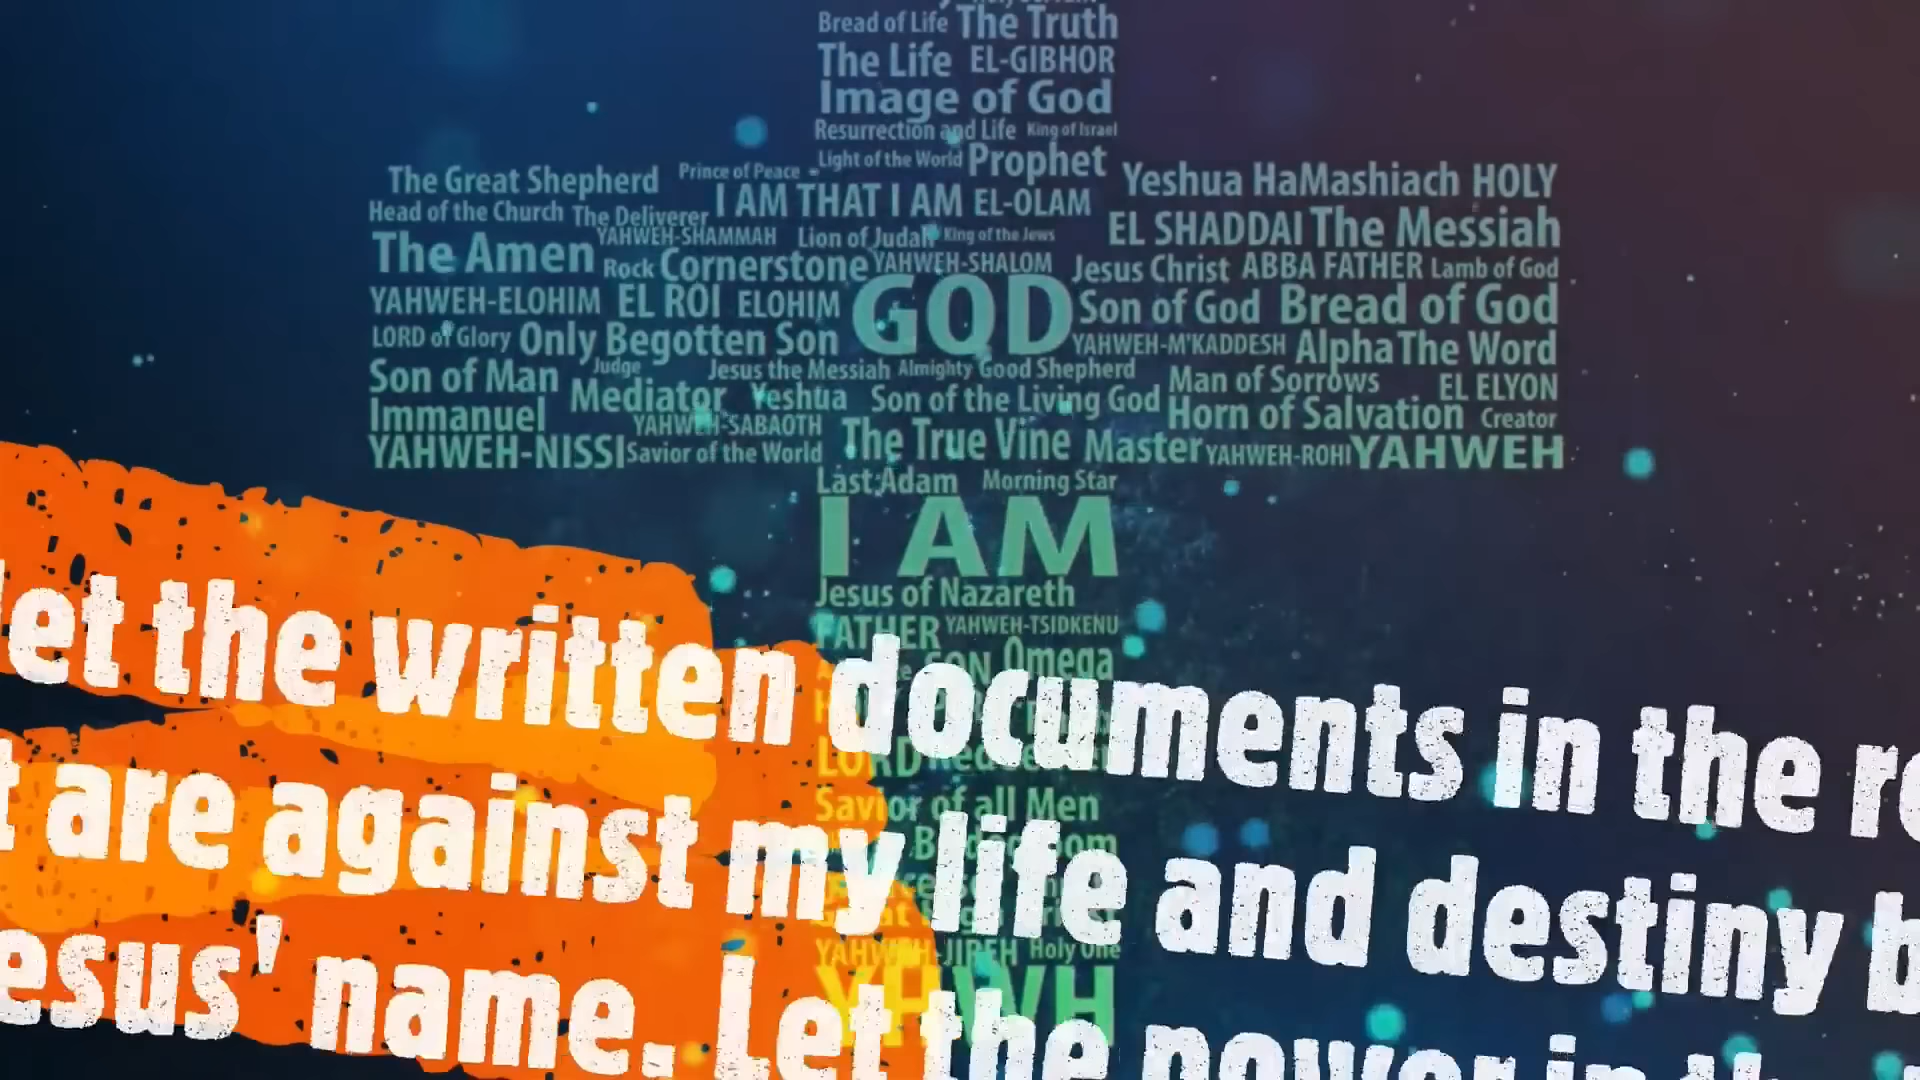 Bread of Life The Truth
The Life EL-GIBHOR
Image of God
Resurrection and Life King of Israel
Light of the World Prophet
The Great Shepherd Prince of Peace Yeshua HaMashiach HOLY
Head of the Church The Deliverer I AM THAT I AM EL-OLAM
YAHWEH-SHAMMAH Lion of Judah King of the Jews EL SHADDAI The Messiah
The Amen Rock Cornerstone YAHWEH-SHALOM Jesus Christ ABBA FATHER Lamb of God
YAHWEH-ELOHIM EL ROI ELOHIM GOD Son of God Bread of God
LORD of Glory Only Begotten Son YAHWEH-M'KADDESH Alpha The Word
Son of Man Judge Jesus the Messiah Almighty Good Shepherd Man of Sorrows EL ELYON
Immanuel Mediator Yeshua Son of the Living God Horn of Salvation Creator
YAHWEH-SABAOTH
YAHWEH-NISSI Savior of the World The True Vine Master YAHWEH-ROHI YAHWEH
Last Adam Morning Star
I AM
Jesus of Nazareth
FATHER YAHWEH-TSIDKENU
SON Omega
LORD
Savior of all Men
YAHWEH-JIREH Holy One
YHWH
let the written documents in the
are against my life and destiny
esus' name. Let the power in